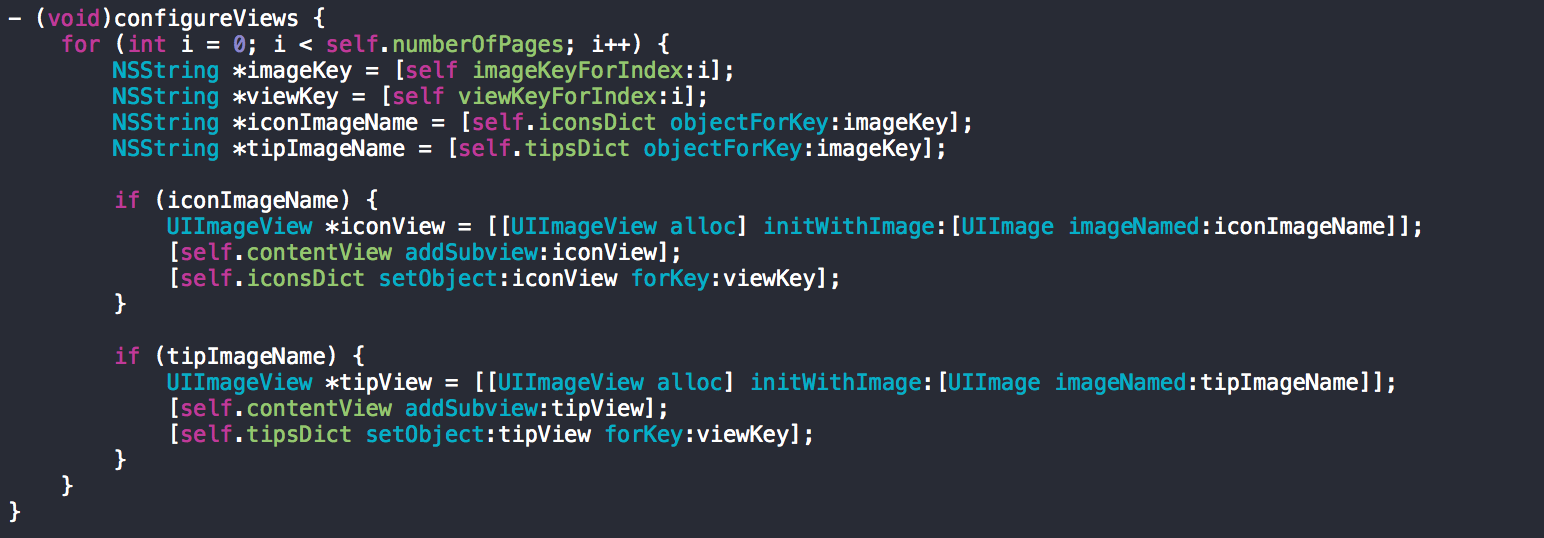 - (void)configureViews {
    for (int i = 0; i < self.numberOfPages; i++) {
        NSString *imageKey = [self imageKeyForIndex:i];
        NSString *viewKey = [self viewKeyForIndex:i];
        NSString *iconImageName = [self.iconsDict objectForKey:imageKey];
        NSString *tipImageName = [self.tipsDict objectForKey:imageKey];

        if (iconImageName) {
            UIImageView *iconView = [[UIImageView alloc] initWithImage:[UIImage imageNamed:iconImageName]];
            [self.contentView addSubview:iconView];
            [self.iconsDict setObject:iconView forKey:viewKey];
        }

        if (tipImageName) {
            UIImageView *tipView = [[UIImageView alloc] initWithImage:[UIImage imageNamed:tipImageName]];
            [self.contentView addSubview:tipView];
            [self.tipsDict setObject:tipView forKey:viewKey];
        }
    }
}